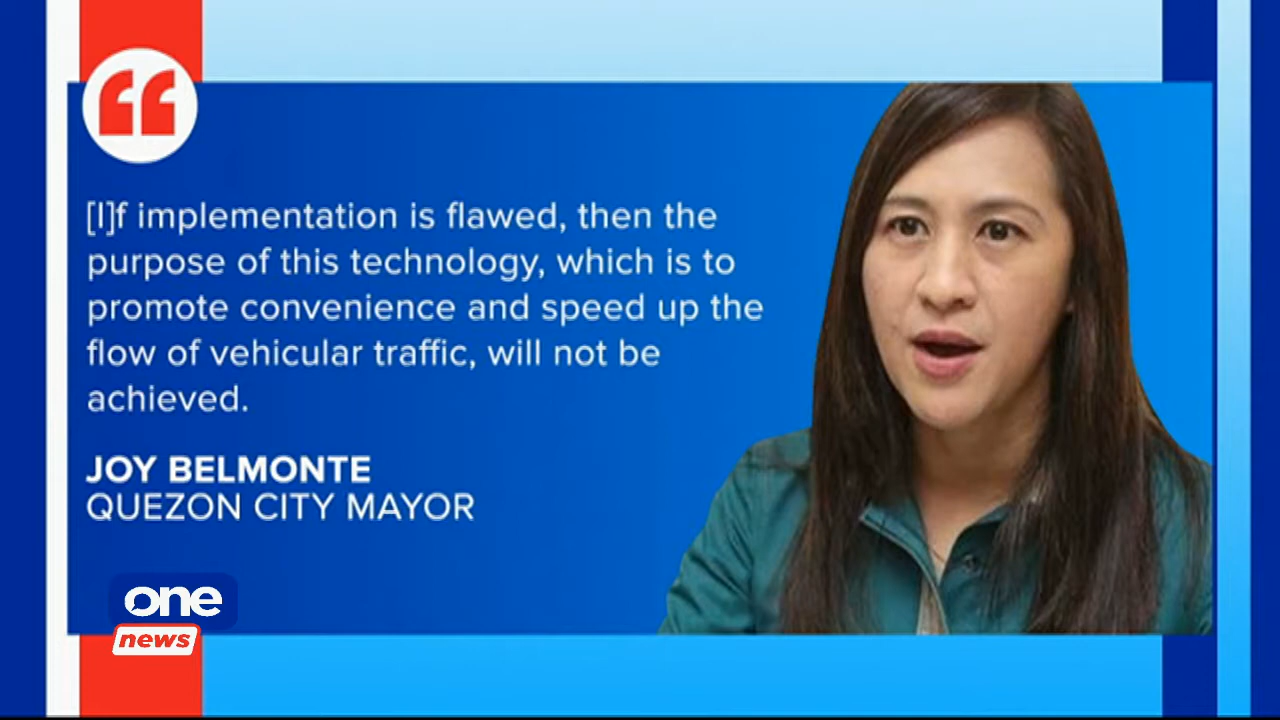 [I]f implementation is flawed, then the
purpose of this technology, which is to
promote convenience and speed up the
flow of vehicular traffic, will not be
achieved.
JOY BELMONTE
QUEZON CITY MAYOR
one
news